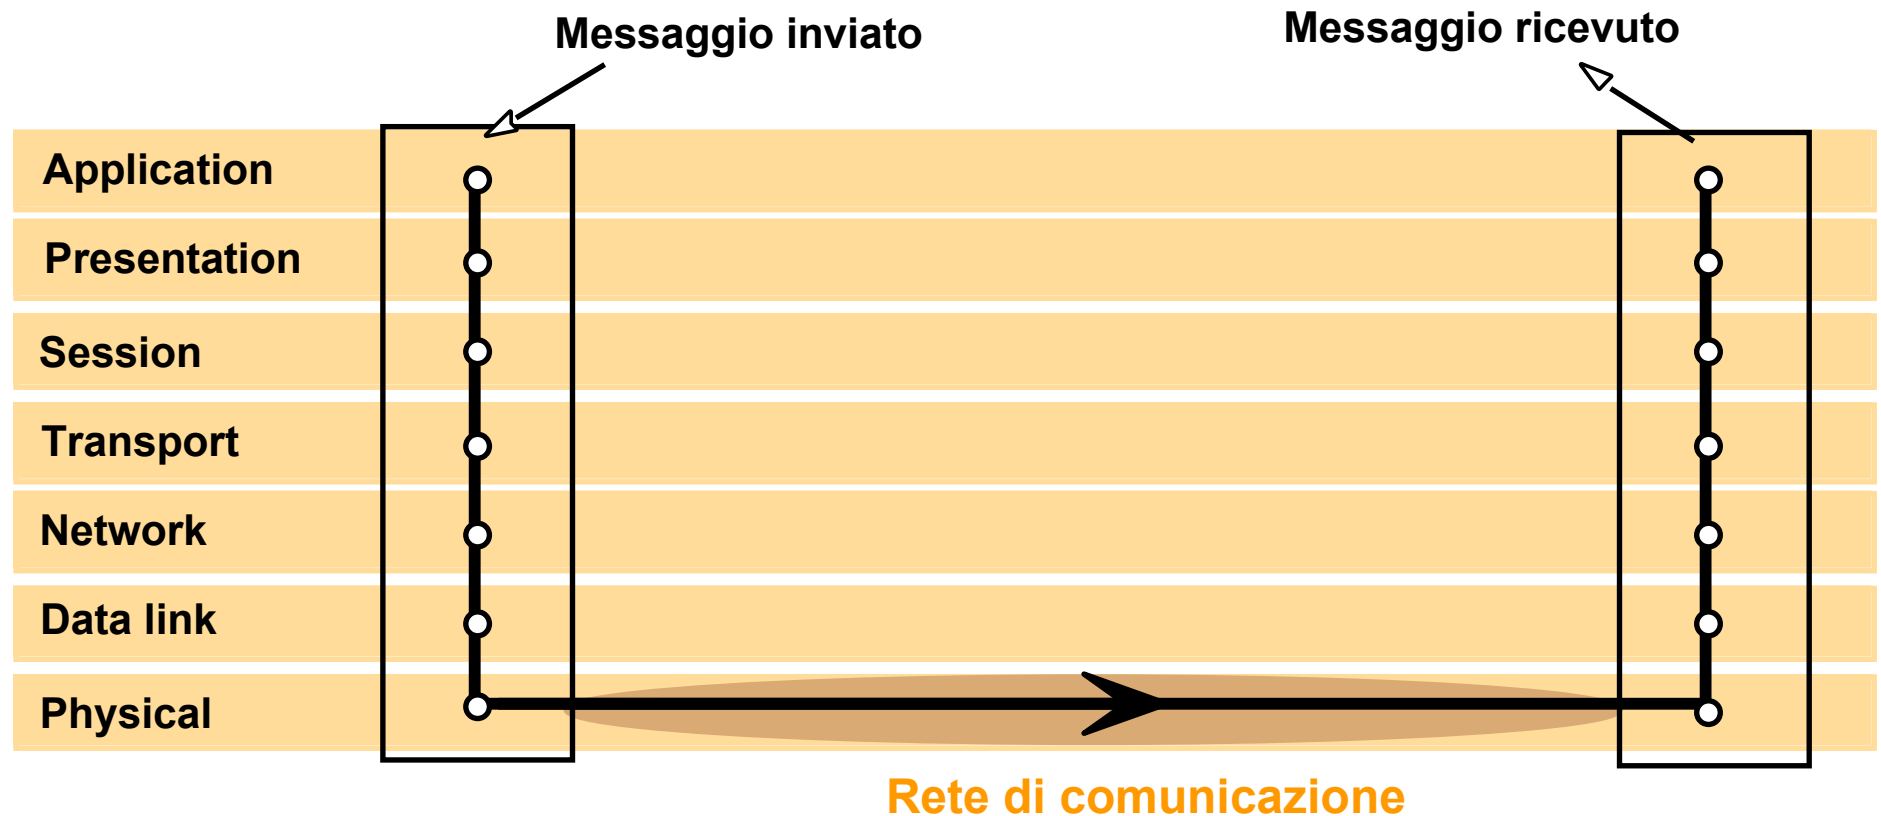 Messaggio inviato
Messaggio ricevuto
Application
Presentation
Session
Transport
Network
Data link
Physical
Rete di comunicazione